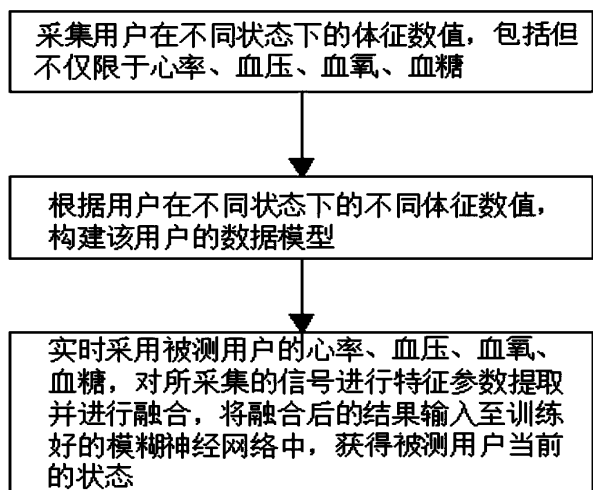 采集用户在不同状态下的体征数值，包括但
不仅限于心率、血压、血氧、血糖
根据用户在不同状态下的不同体征数值，
构建该用户的数据模型
实时采用被测用户的心率、血压、血氧、
血糖，对所采集的信号进行特征参数提取
并进行融合，将融合后的结果输入至训练
好的模糊神经网络中，获得被测用户当前
的状态